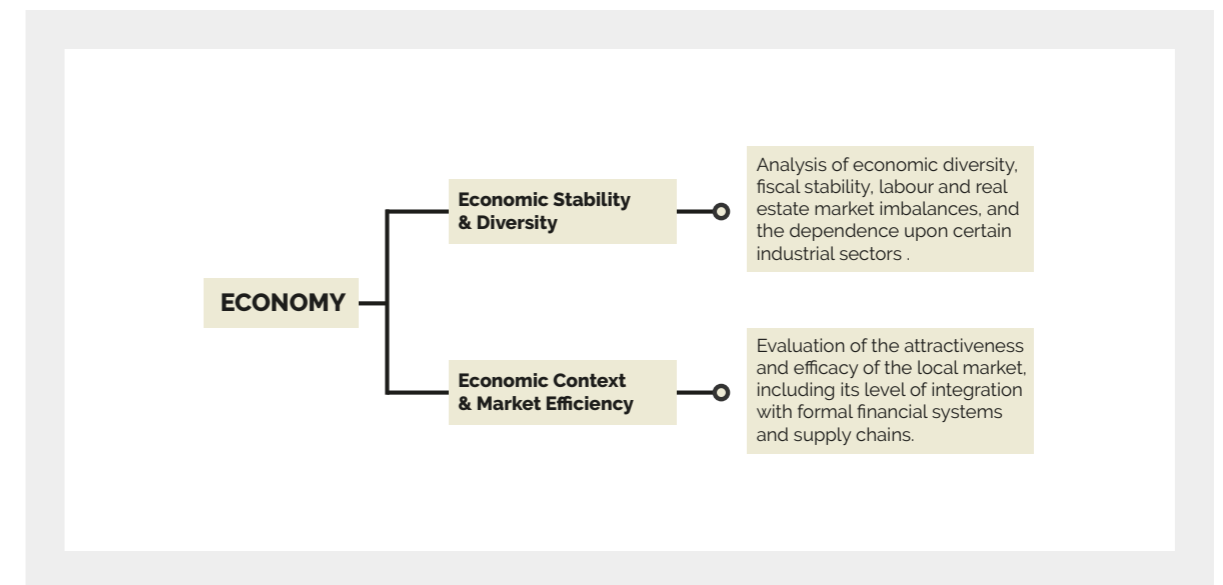 ECONOMY
Economic Stability
& Diversity
Analysis of economic diversity,
fiscal stability, labour and real
estate market imbalances, and
the dependence upon certain
industrial sectors .
Economic Context
& Market Efficiency
Evaluation of the attractiveness
and efficacy of the local market,
including its level of integration
with formal financial systems
and supply chains.